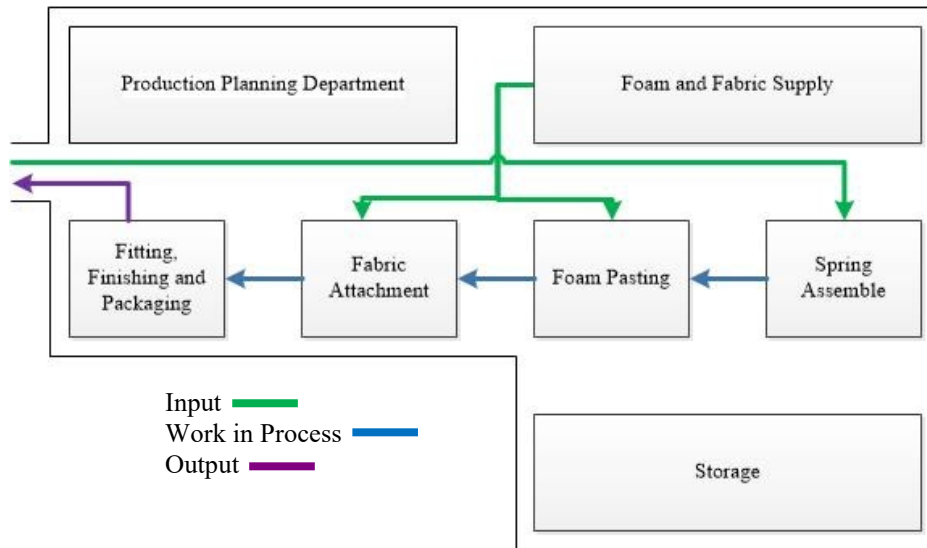 Production Planning Department
Foam and Fabric Supply
Fitting,
Finishing and
Packaging
Fabric
Attachment
Foam Pasting
Spring
Assemble
Input
Work in Process
Output
Storage